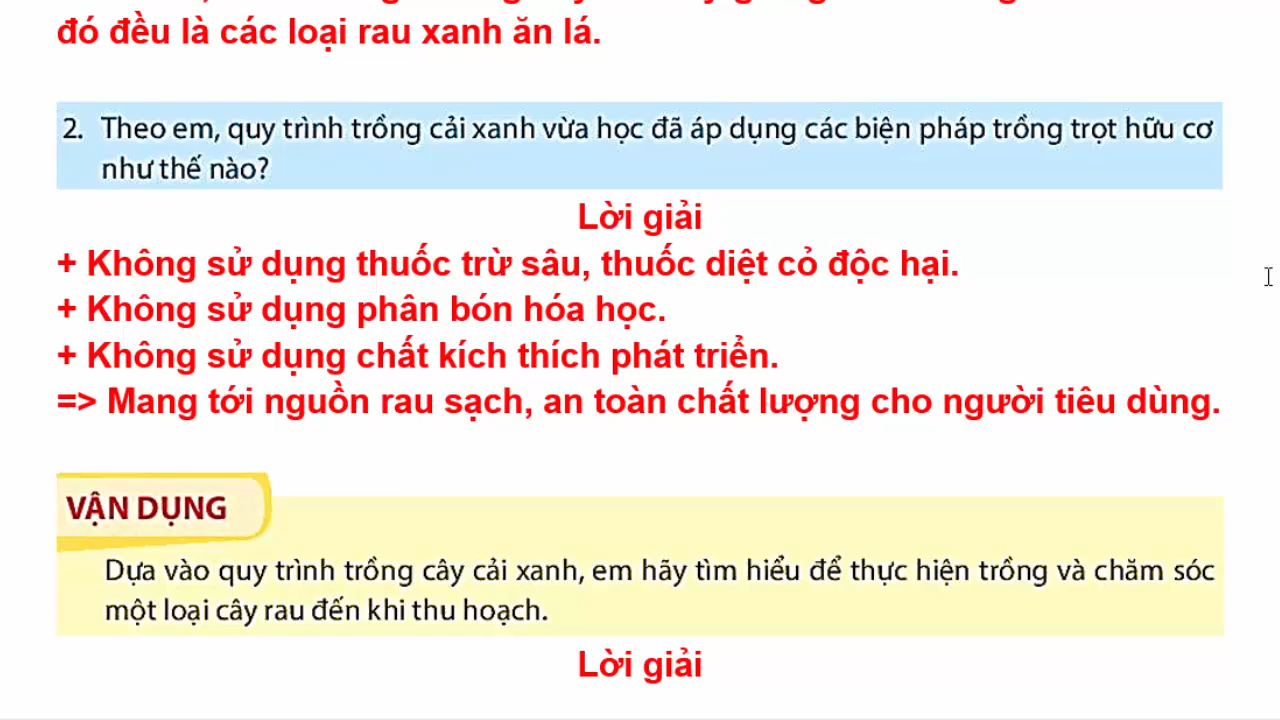 đó đều là các loại rau xanh ăn lá.
2. Theo em, quy trình trồng cải xanh vừa học đã áp dụng các biện pháp trồng trọt hữu cơ
như thế nào?
Lời giải
+ Không sử dụng thuốc trừ sâu, thuốc diệt cỏ độc hại.
+ Không sử dụng phân bón hóa học.
+ Không sử dụng chất kích thích phát triển.
=> Mang tới nguồn rau sạch, an toàn chất lượng cho người tiêu dùng.
VẬN DỤNG
Dựa vào quy trình trồng cây cải xanh, em hãy tìm hiểu để thực hiện trồng và chăm sóc
một loại cây rau đến khi thu hoạch.
Lời giải